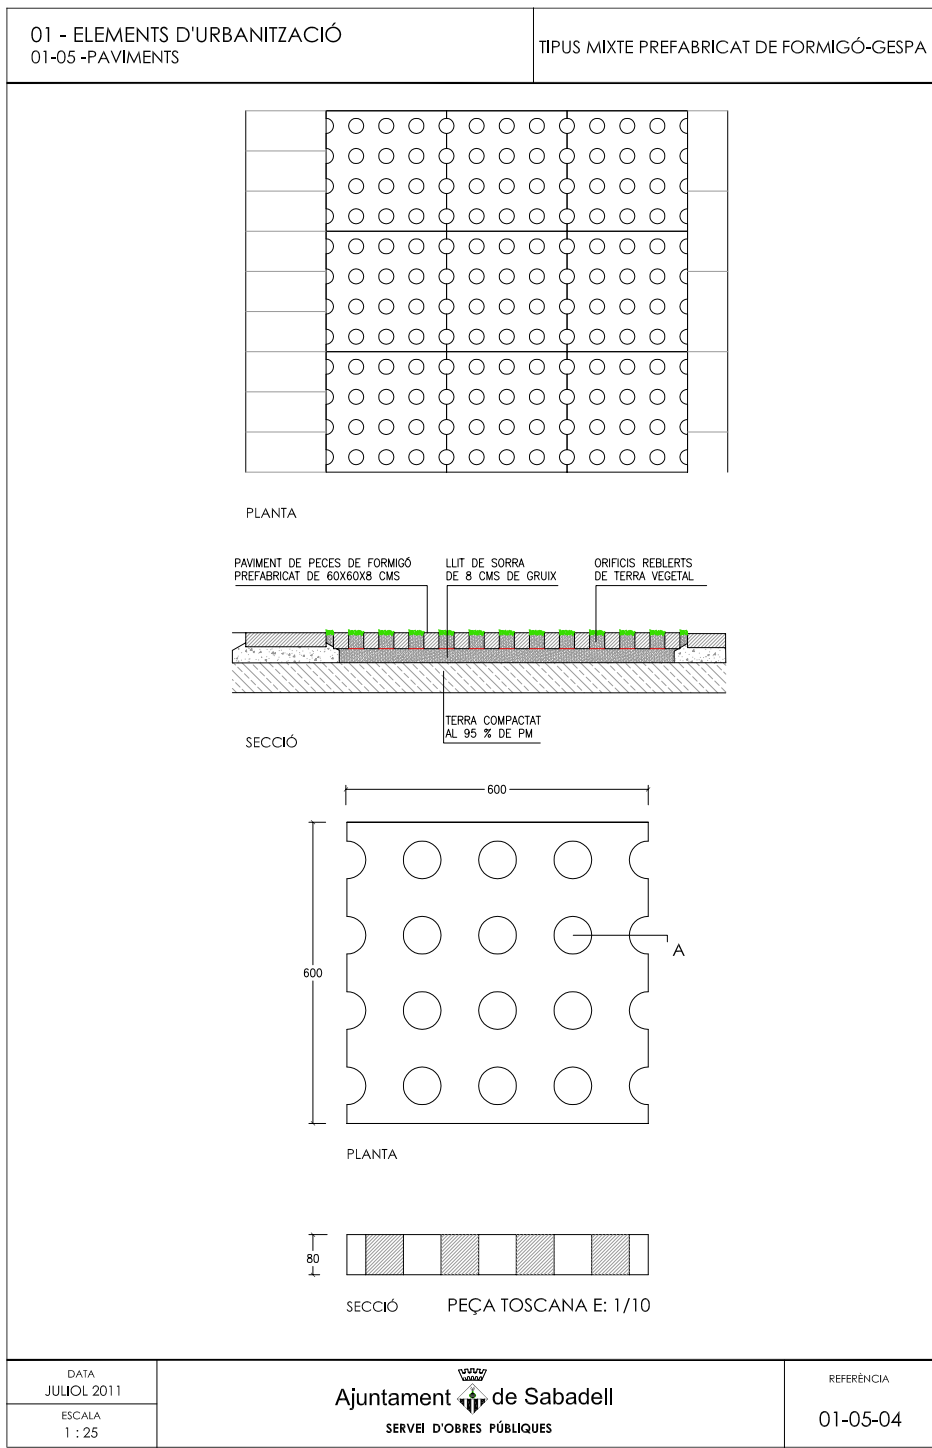 01 - ELEMENTS D'URBANITZACIÓ
01-05 -PAVIMENTS
TIPUS MIXTE PREFABRICAT DE FORMIGÓ-GESPA
PLANTA
PAVIMENT DE PECES DE FORMIGÓ
PREFABRICAT DE 60X60X8 CMS
LLIT DE SORRA
DE 8 CMS DE GRUIX
ORIFICIS REBLERTS
DE TERRA VEGETAL
TERRA COMPACTAT
AL 95 % DE PM
SECCIÓ
600
600
A
PLANTA
80
SECCIÓ
PEÇA TOSCANA E: 1/10
DATA
JULIOL 2011
ESCALA
1 : 25
Ajuntament de Sabadell
SERVEI D'OBRES PÚBLIQUES
REFERÈNCIA
01-05-04